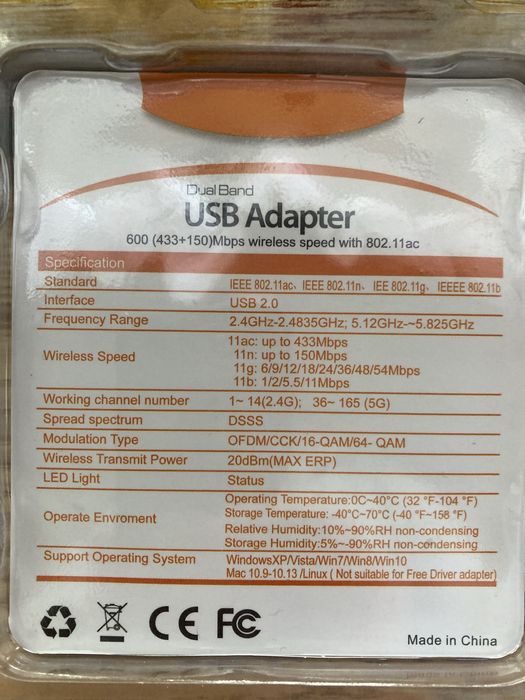 Dual Band
USB Adapter
600 (433+150)Mbps wireless speed with 802.11ac
Specification
Standard IEEE 802.11ac、IEEE 802.11n、IEE 802.11g、IEEEE 802.11b
Interface USB 2.0
Frequency Range 2.4GHz-2.4835GHz; 5.12GHz-~5.825GHz
Wireless Speed
11ac: up to 433Mbps
11n: up to 150Mbps
11g: 6/9/12/18/24/36/48/54Mbps
11b: 1/2/5.5/11Mbps
Working channel number 1~ 14(2.4G); 36~ 165 (5G)
Spread spectrum DSSS
Modulation Type OFDM/CCK/16-QAM/64- QAM
Wireless Transmit Power 20dBm(MAX ERP)
LED Light Status
Operate Enviroment
Operating Temperature:0C~40°C (32 °F-104 °F)
Storage Temperature: -40°C~70°C (-40 °F~158 °F)
Relative Humidity:10%~90%RH non-condensing
Storage Humidity:5%~90%RH non-condensing
Support Operating System WindowsXP/Vista/Win7/Win8/Win10
Mac 10.9-10.13 /Linux ( Not suitable for Free Driver adapter)
CE FC
Made in China